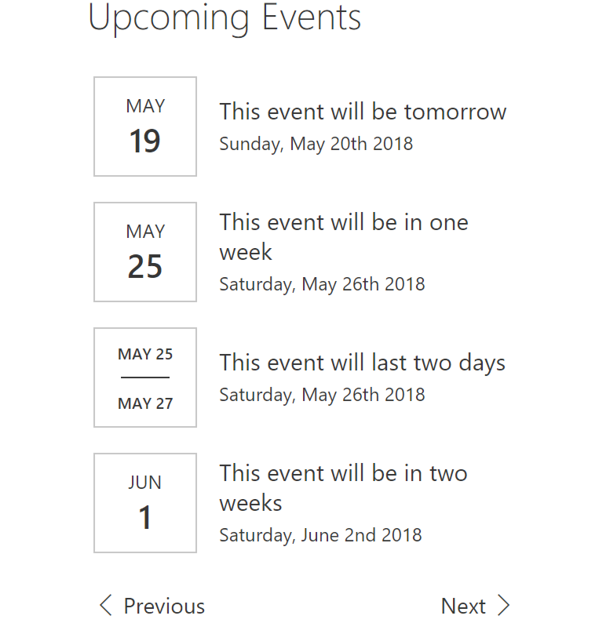 Upcoming Events
MAY
19
This event will be tomorrow
Sunday, May 20th 2018
MAY
25
This event will be in one
week
Saturday, May 26th 2018
MAY 25
MAY 27
This event will last two days
Saturday, May 26th 2018
JUN
1
This event will be in two
weeks
Saturday, June 2nd 2018
Previous
Next